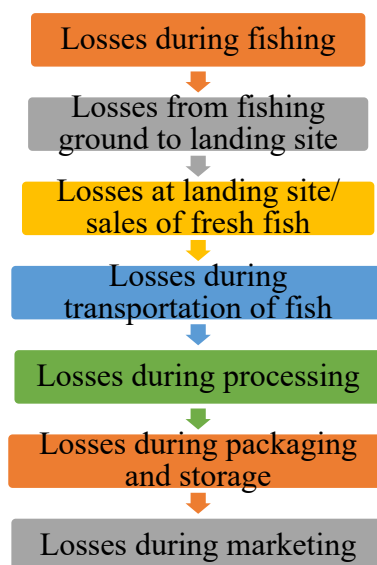 Losses during fishing
Losses from fishing
ground to landing site
Losses at landing site/
sales of fresh fish
Losses during
transportation of fish
Losses during processing
Losses during packaging
and storage
Losses during marketing